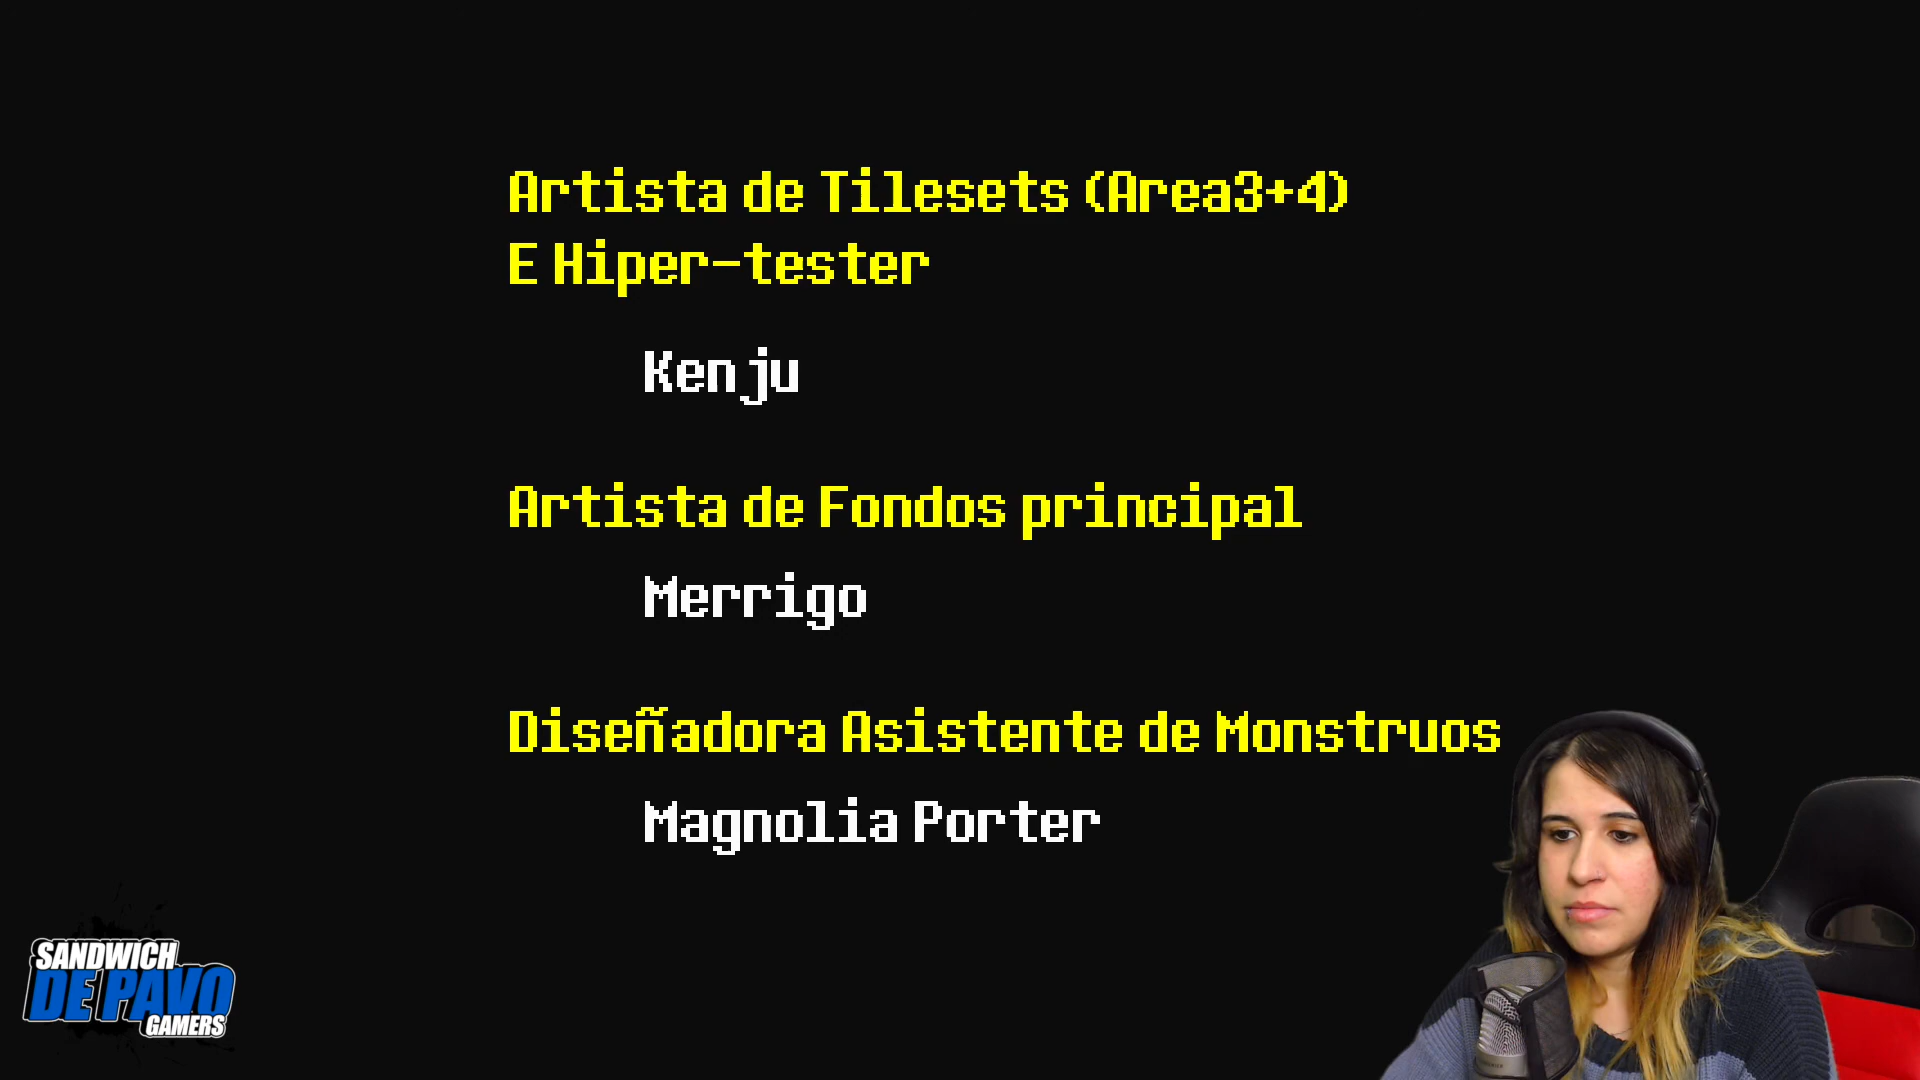 Artista de Tilesets (Area3+4)
E Hiper-tester
Kenju
Artista de Fondos principal
Merrigo
Diseñadora Asistente de Monstruos
Magnolia Porter
SANDWICH
DE PAVO
GAMERS